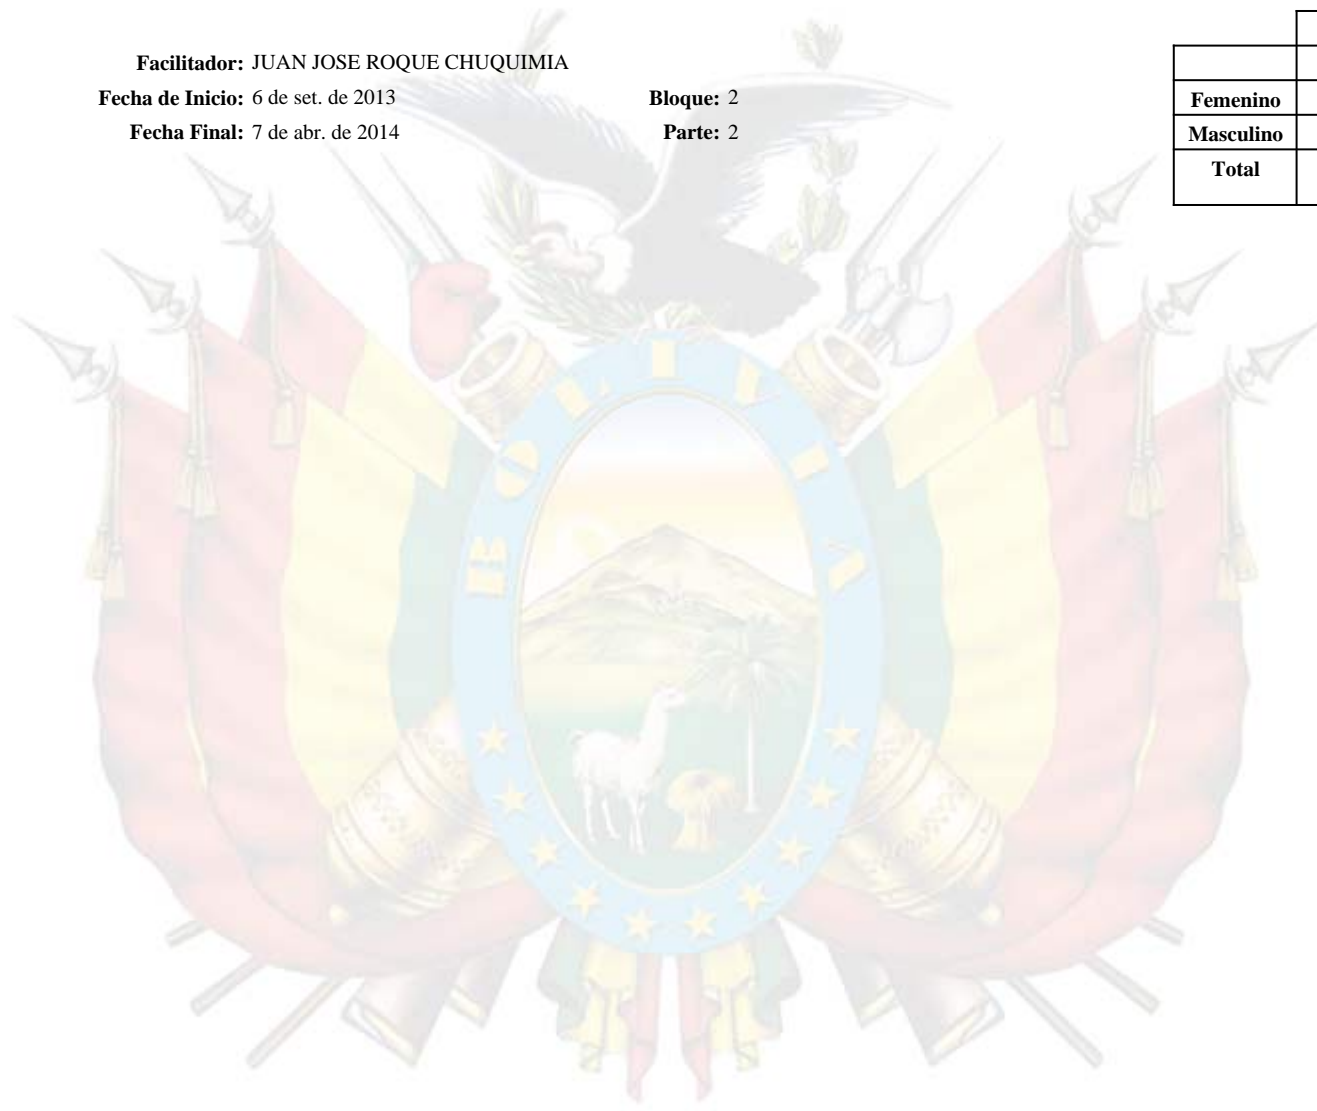 Facilitador: JUAN JOSE ROQUE CHUQUIMIA
Fecha de Inicio: 6 de set. de 2013 Bloque: 2
Fecha Final: 7 de abr. de 2014 Parte: 2
Femenino
Masculino
Total
BOLIVIA